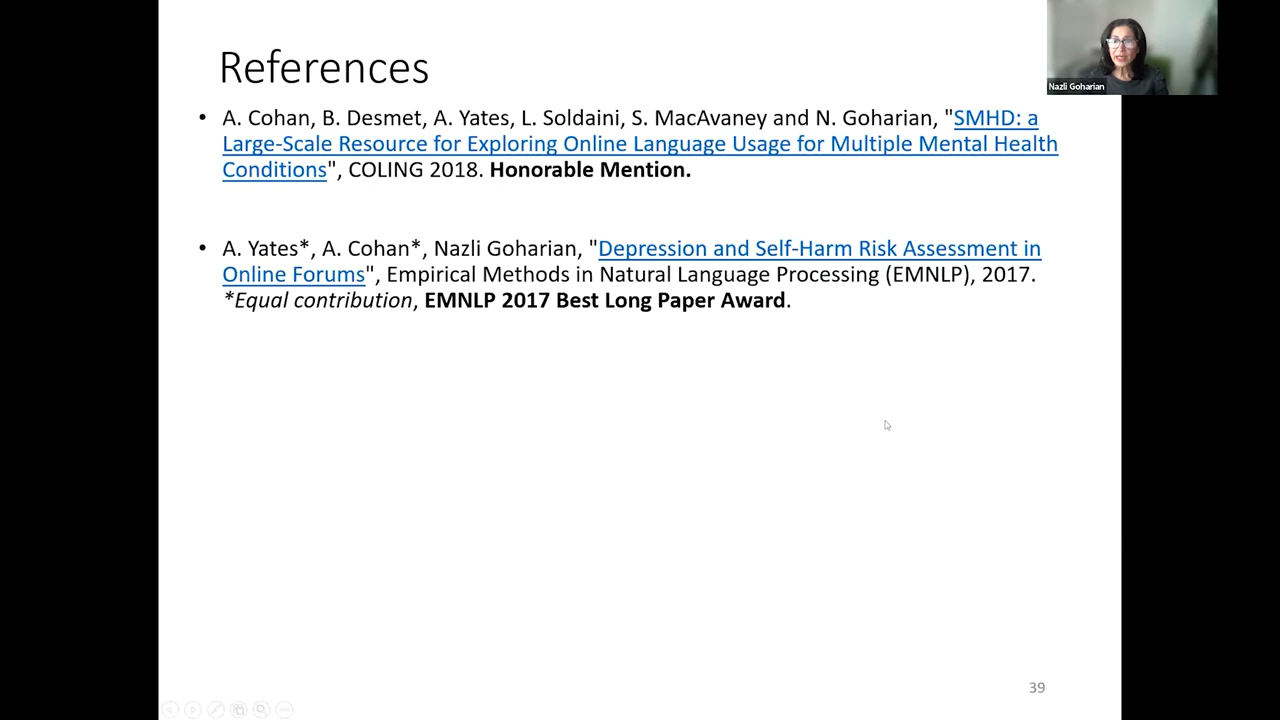 References
Nazli Goharian
• A. Cohan, B. Desmet, A. Yates, L. Soldaini, S. MacAvaney and N. Goharian, "SMHD: a
Large-Scale Resource for Exploring Online Language Usage for Multiple Mental Health
Conditions", COLING 2018. Honorable Mention.
• A. Yates*, A. Cohan*, Nazli Goharian, "Depression and Self-Harm Risk Assessment in
Online Forums", Empirical Methods in Natural Language Processing (EMNLP), 2017.
*Equal contribution, EMNLP 2017 Best Long Paper Award.
39